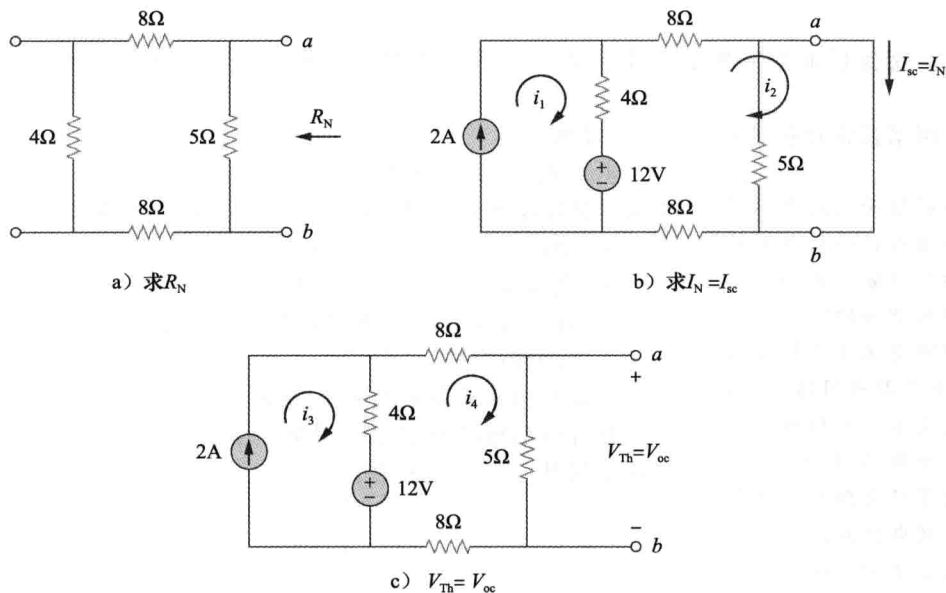 8Ω
a
4Ω
5Ω
R_N
8Ω
b
a）求R_N
8Ω
a
I_sc=I_N
i_1
4Ω
i_2
2A
5Ω
12V
8Ω
b
b）求I_N =I_sc
8Ω
a
+
i_3
4Ω
i_4
2A
5Ω
V_Th=V_oc
12V
8Ω
−
b
c） V_Th= V_oc